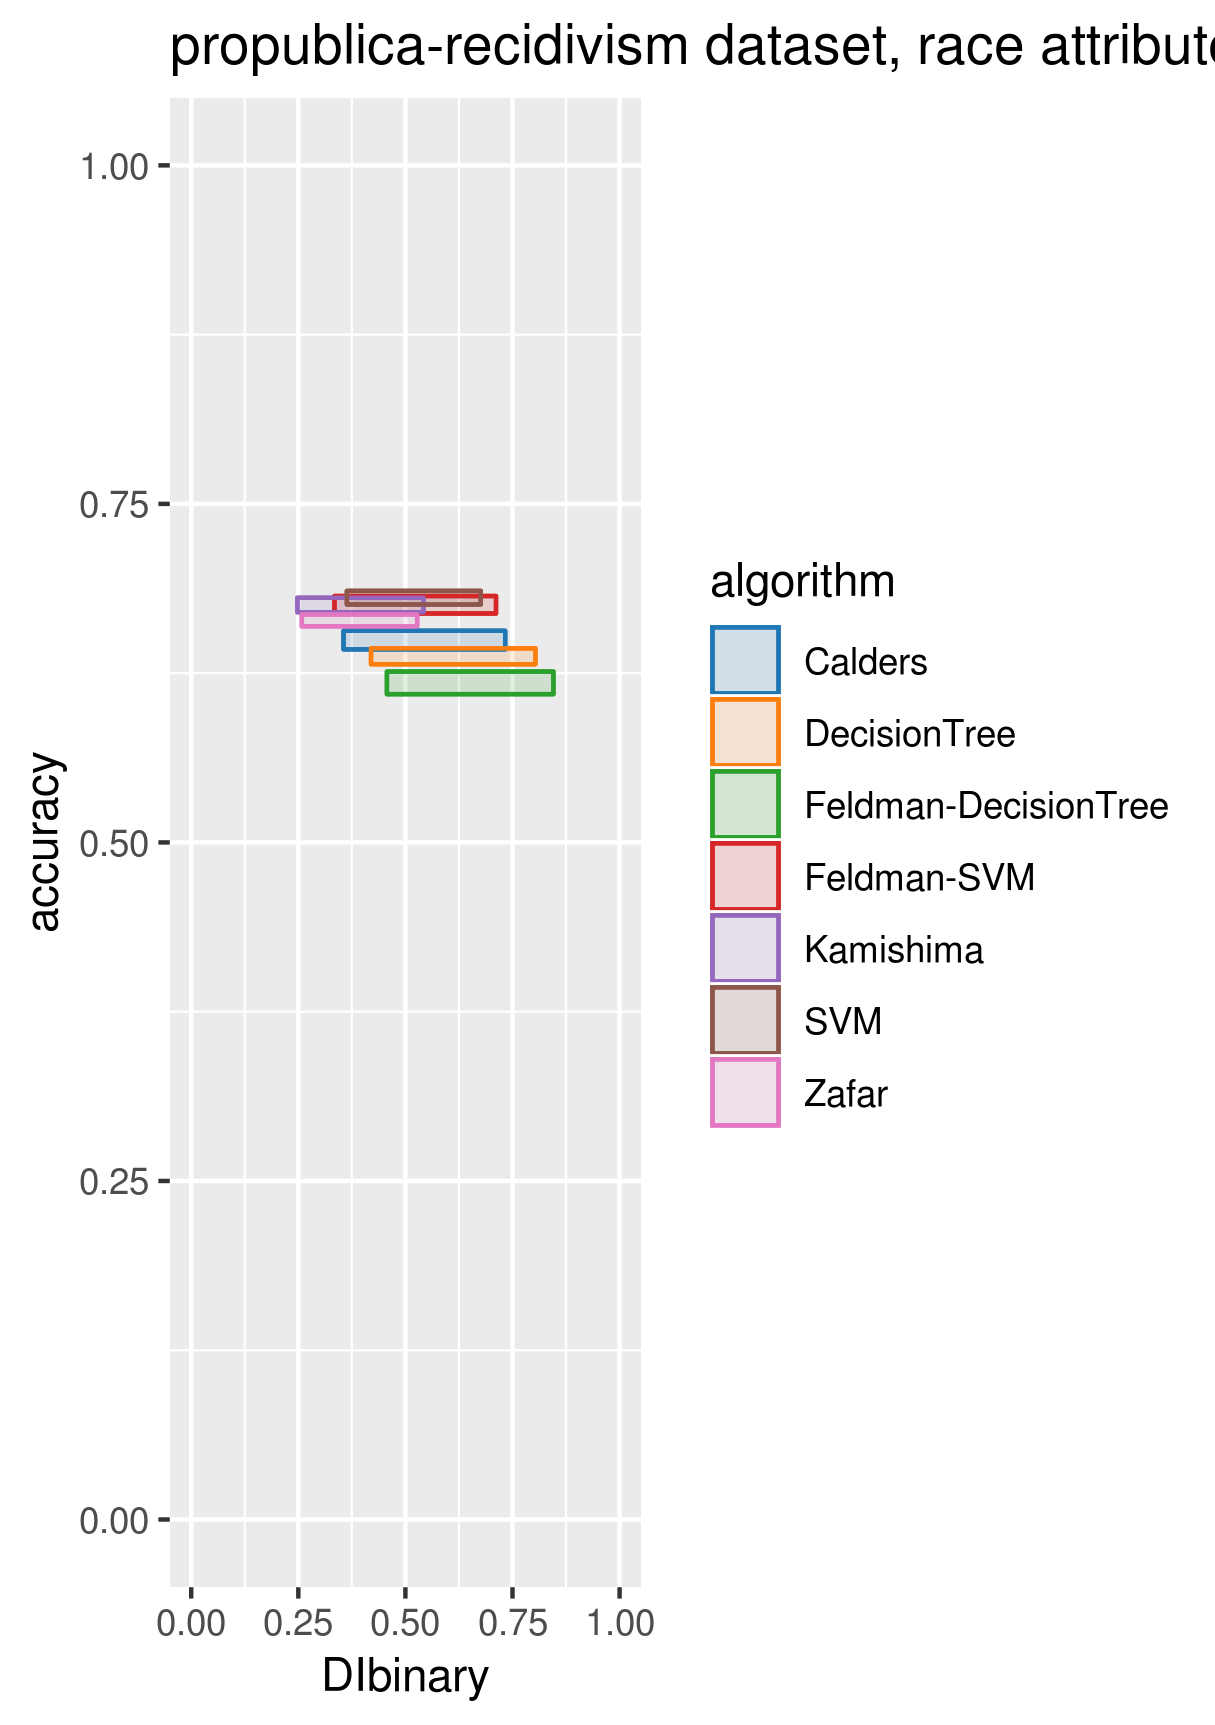 propublica-recidivism dataset, race attribute
1.00
0.75
0.50
0.25
0.00
accuracy
0.00 0.25 0.50 0.75 1.00
DIbinary
algorithm
Calders
DecisionTree
Feldman-DecisionTree
Feldman-SVM
Kamishima
SVM
Zafar